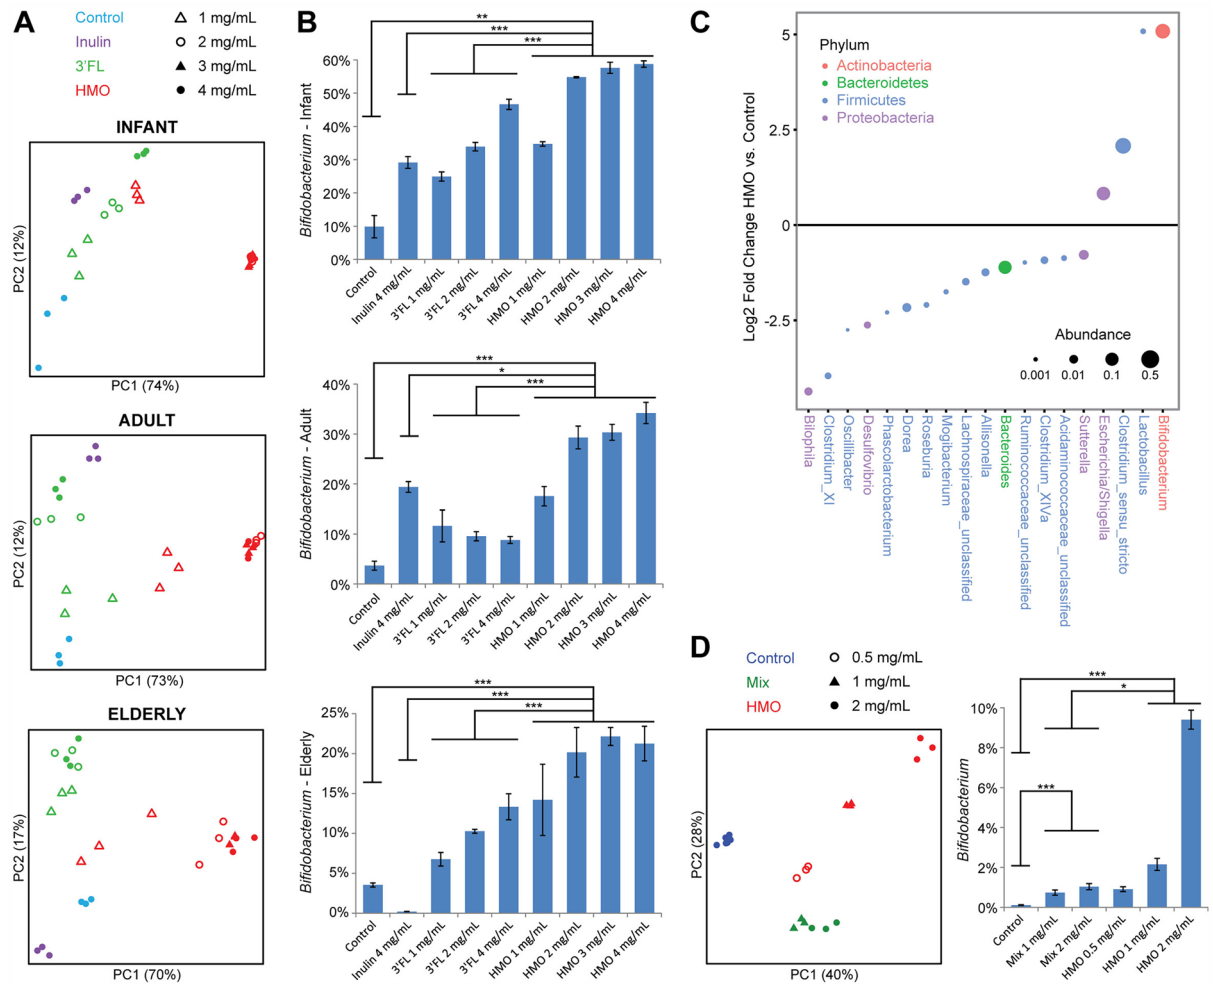 A
Control
Inulin
3'FL
HMO
1 mg/mL
2 mg/mL
3 mg/mL
4 mg/mL
INFANT
PC2 (12%)
PC1 (74%)
ADULT
PC2 (12%)
PC1 (73%)
ELDERLY
PC2 (17%)
PC1 (70%)
B
**
***
***
Bifidobacterium - Infant
60%
50%
40%
30%
20%
10%
0%
Control
Inulin 4 mg/mL
3'FL 1 mg/mL
3'FL 2 mg/mL
3'FL 4 mg/mL
HMO 1 mg/mL
HMO 2 mg/mL
HMO 3 mg/mL
HMO 4 mg/mL
***
*
***
Bifidobacterium - Adult
40%
30%
20%
10%
0%
Control
Inulin 4 mg/mL
3'FL 1 mg/mL
3'FL 2 mg/mL
3'FL 4 mg/mL
HMO 1 mg/mL
HMO 2 mg/mL
HMO 3 mg/mL
HMO 4 mg/mL
***
***
***
Bifidobacterium - Elderly
25%
20%
15%
10%
5%
0%
Control
Inulin 4 mg/mL
3'FL 1 mg/mL
3'FL 2 mg/mL
3'FL 4 mg/mL
HMO 1 mg/mL
HMO 2 mg/mL
HMO 3 mg/mL
HMO 4 mg/mL
C
Log2 Fold Change HMO vs. Control
5
2.5
0
-2.5
Phylum
Actinobacteria
Bacteroidetes
Firmicutes
Proteobacteria
Abundance
0.001 0.01 0.1 0.5
Bilophila
Clostridium_XI
Oscillibacter
Desulfovibrio
Phascolarctobacterium
Dorea
Roseburia
Mogibacterium
Lachnospiraceae_unclassified
Allisonella
Bacteroides
Ruminococcaceae_unclassified
Clostridium_XIVa
Acidaminococcaceae_unclassified
Sutterella
Escherichia/Shigella
Clostridium_sensu_stricto
Lactobacillus
Bifidobacterium
D
Control
Mix
HMO
0.5 mg/mL
1 mg/mL
2 mg/mL
PC2 (28%)
PC1 (40%)
***
*
***
Bifidobacterium
10%
8%
6%
4%
2%
0%
Control
Mix 1 mg/mL
Mix 2 mg/mL
HMO 0.5 mg/mL
HMO 1 mg/mL
HMO 2 mg/mL